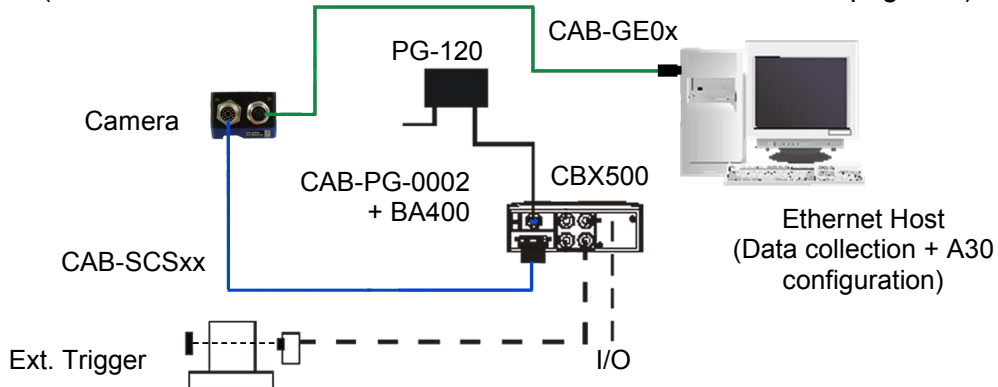 CAB-GE0x
PG-120
Camera
CAB-PG-0002
+ BA400
CBX500
Ethernet Host
(Data collection + A30
configuration)
CAB-SCSxx
Ext. Trigger
I/O